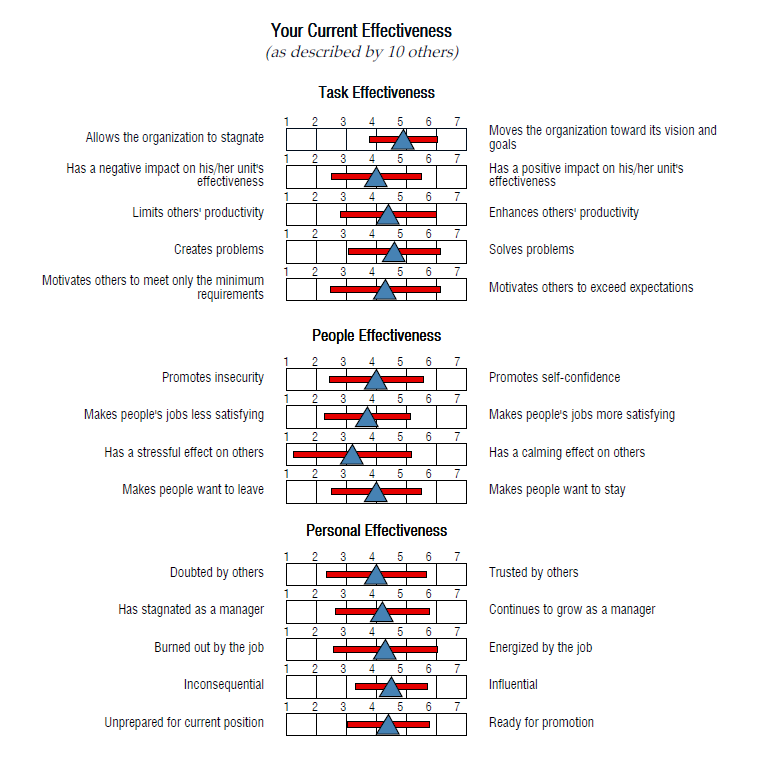 Your Current Effectiveness
(as described by 10 others)
Task Effectiveness
1 2 3 4 5 6 7
Allows the organization to stagnate
Moves the organization toward its vision and
goals
1 2 3 4 5 6 7
Has a negative impact on his/her unit's
effectiveness
Has a positive impact on his/her unit's
effectiveness
1 2 3 4 5 6 7
Limits others' productivity
Enhances others' productivity
1 2 3 4 5 6 7
Creates problems
Solves problems
1 2 3 4 5 6 7
Motivates others to meet only the minimum
requirements
Motivates others to exceed expectations
People Effectiveness
1 2 3 4 5 6 7
Promotes insecurity
Promotes self-confidence
1 2 3 4 5 6 7
Makes people's jobs less satisfying
Makes people's jobs more satisfying
1 2 3 4 5 6 7
Has a stressful effect on others
Has a calming effect on others
1 2 3 4 5 6 7
Makes people want to leave
Makes people want to stay
Personal Effectiveness
1 2 3 4 5 6 7
Doubted by others
Trusted by others
1 2 3 4 5 6 7
Has stagnated as a manager
Continues to grow as a manager
1 2 3 4 5 6 7
Burned out by the job
Energized by the job
1 2 3 4 5 6 7
Inconsequential
Influential
1 2 3 4 5 6 7
Unprepared for current position
Ready for promotion